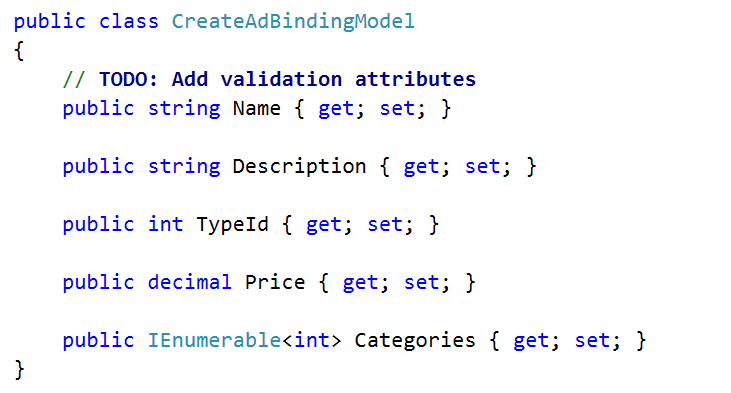 public class CreateAdBindingModel
{
    // TODO: Add validation attributes
    public string Name { get; set; }
    public string Description { get; set; }
    public int TypeId { get; set; }
    public decimal Price { get; set; }
    public IEnumerable<int> Categories { get; set; }
}